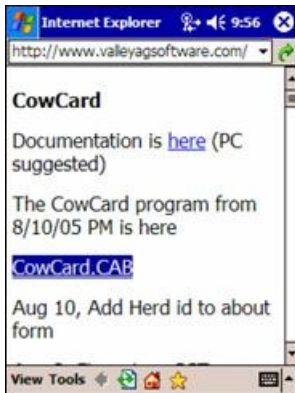 Internet Explorer 9:56
http://www.valleyagsoftware.com/
CowCard
Documentation is here (PC
suggested)
The CowCard program from
8/10/05 PM is here
CowCard.CAB
Aug 10, Add Herd id to about
form
View Tools